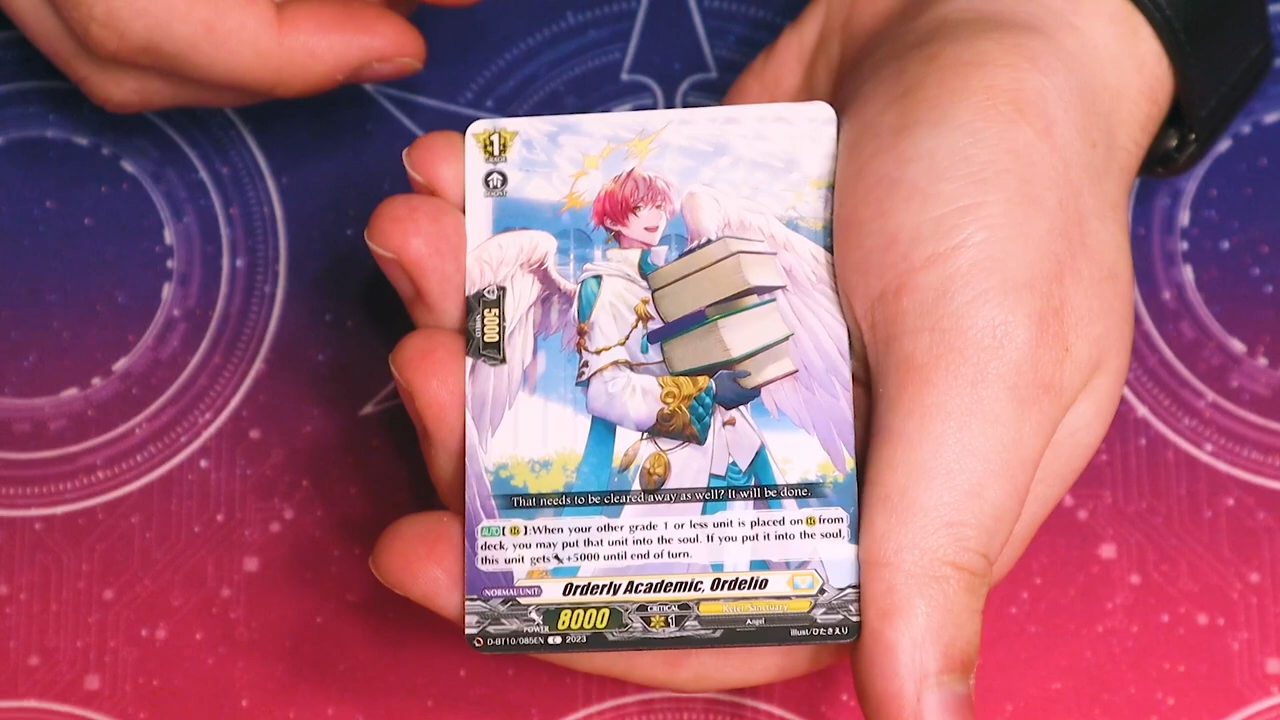 1
GRADE
BOOST
5000
SHIELD
That needs to be cleared away as well? It will be done.
AUTO [ RC ]:When your other grade 1 or less unit is placed on RC from
deck, you may put that unit into the soul. If you put it into the soul,
this unit gets +5000 until end of turn.
NORMAL UNIT
Orderly Academic, Ordelio
POWER 8000
CRITICAL
1
Keter Sanctuary
Angel
D-BT10/085EN C 2023
illust/ひたきえり